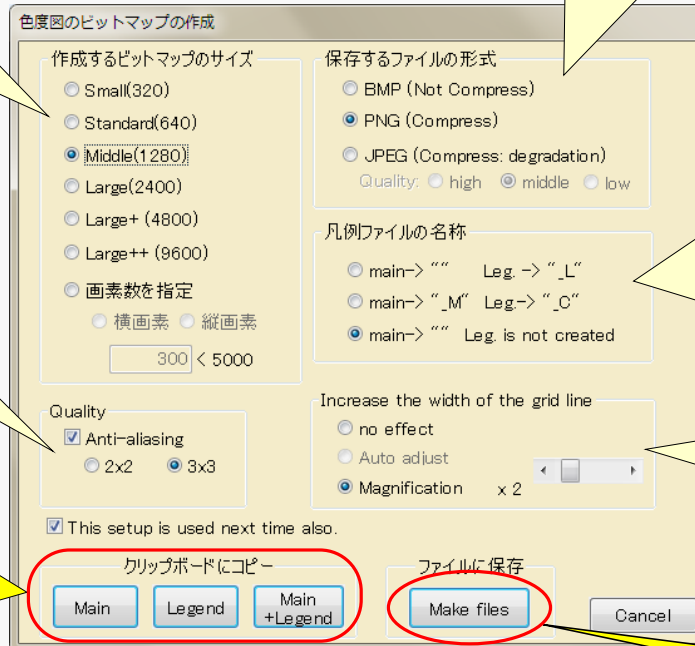 色度図のビットマップの作成
作成するビットマップのサイズ
Small(320)
Standard(640)
Middle(1280)
Large(2400)
Large+ (4800)
Large++ (9600)
画素数を指定
横画素 縦画素
300 < 5000
保存するファイルの形式
BMP (Not Compress)
PNG (Compress)
JPEG (Compress: degradation)
Quality: high middle low
凡例ファイルの名称
main-> "" Leg. -> "_L"
main-> "_M" Leg.-> "_C"
main-> "" Leg. is not created
Quality
Anti-aliasing
2x2 3x3
Increase the width of the grid line
no effect
Auto adjust
Magnification x 2
This setup is used next time also.
クリップボードにコピー
Main
Legend
Main
+Legend
ファイルに保存
Make files
Cancel